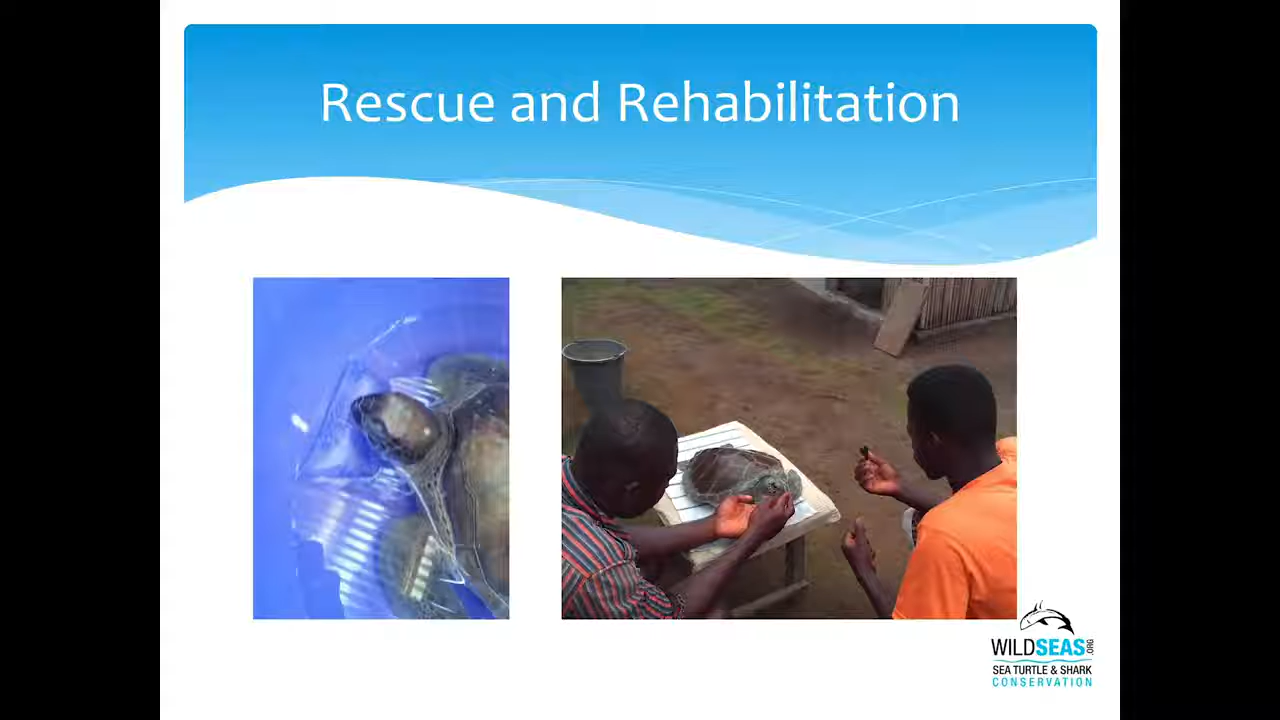 Rescue and Rehabilitation
WILDSEAS.ORG
SEA TURTLE & SHARK
CONSERVATION